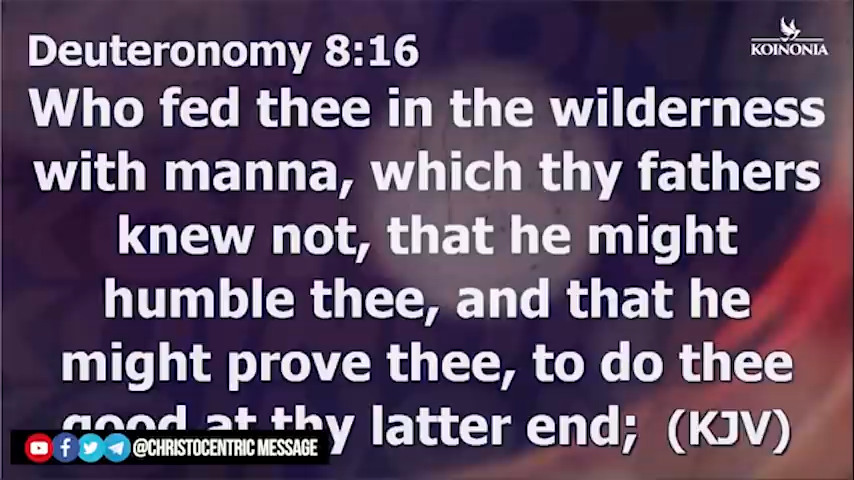 Deuteronomy 8:16
KOINONIA
Who fed thee in the wilderness
with manna, which thy fathers
knew not, that he might
humble thee, and that he
might prove thee, to do thee
good at thy latter end; (KJV)
@CHRISTOCENTRIC MESSAGE